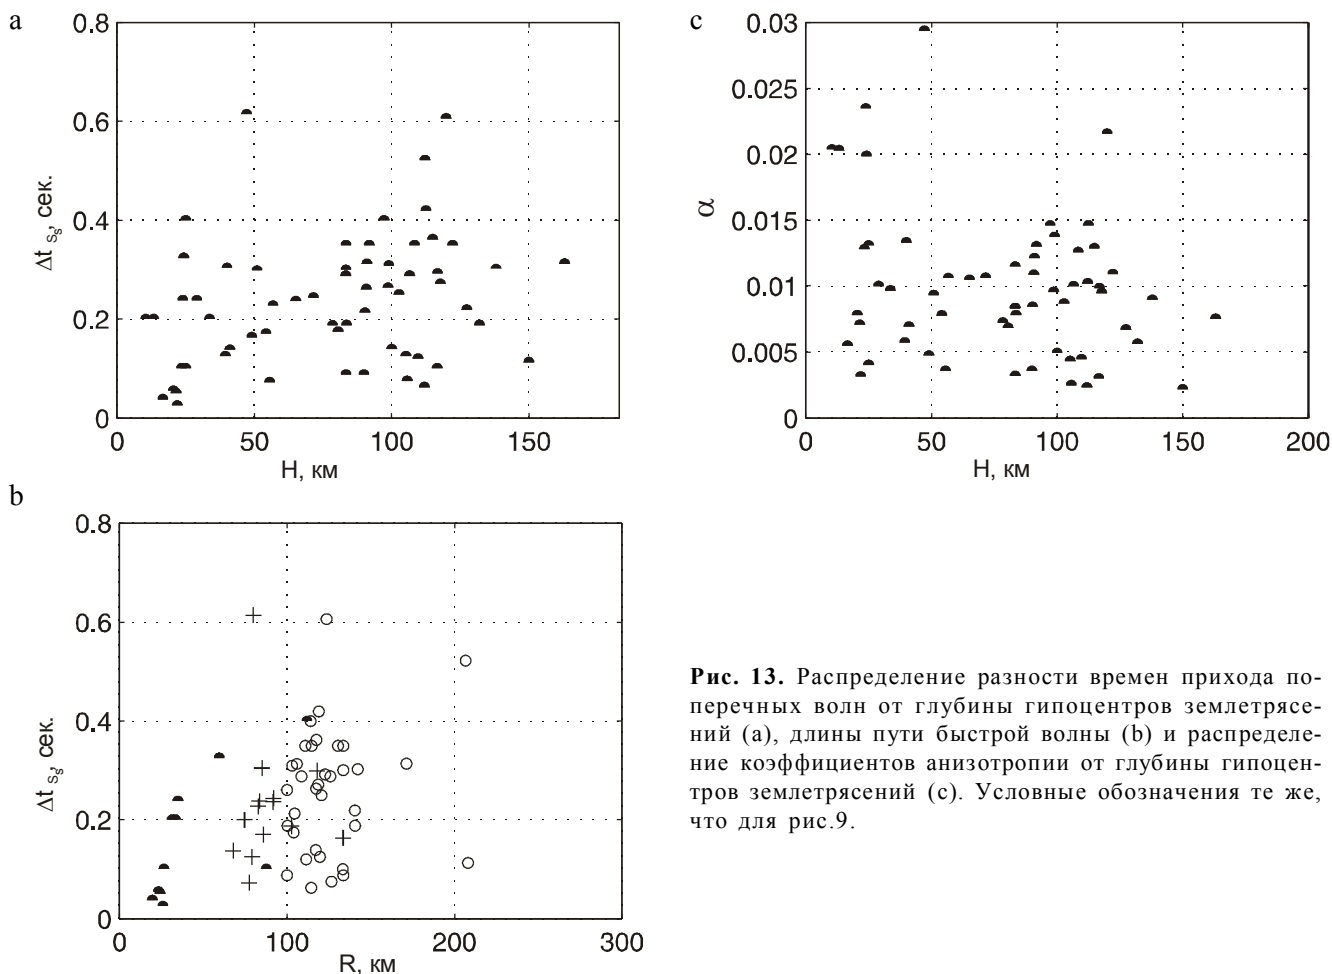 a
0.8
0.6
0.4
0.2
0
Δt Ss, сек.
0 50 100 150
H, км
c
0.03
0.025
0.02
0.015
0.01
0.005
0
α
0 50 100 150 200
H, км
b
0.8
0.6
0.4
0.2
0
Δt Ss, сек.
0 100 200 300
R, км
Рис. 13. Распределение разности времен прихода по-
перечных волн от глубины гипоцентров землетрясе-
ний (a), длины пути быстрой волны (b) и распределе-
ние коэффициентов анизотропии от глубины гипоцен-
тров землетрясений (c). Условные обозначения те же,
что для рис.9.